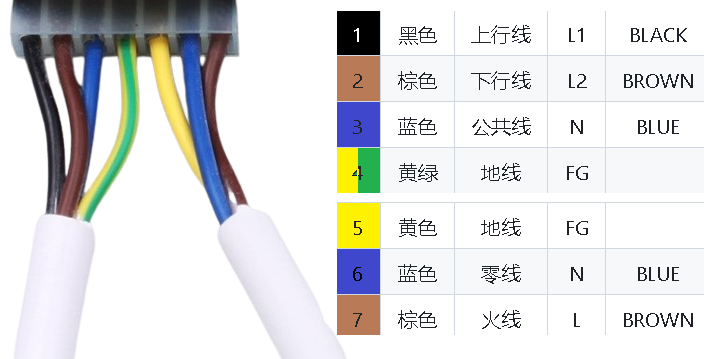 1 黑色 上行线 L1 BLACK
2 棕色 下行线 L2 BROWN
3 蓝色 公共线 N BLUE
4 黄绿 地线 FG
5 黄色 地线 FG
6 蓝色 零线 N BLUE
7 棕色 火线 L BROWN